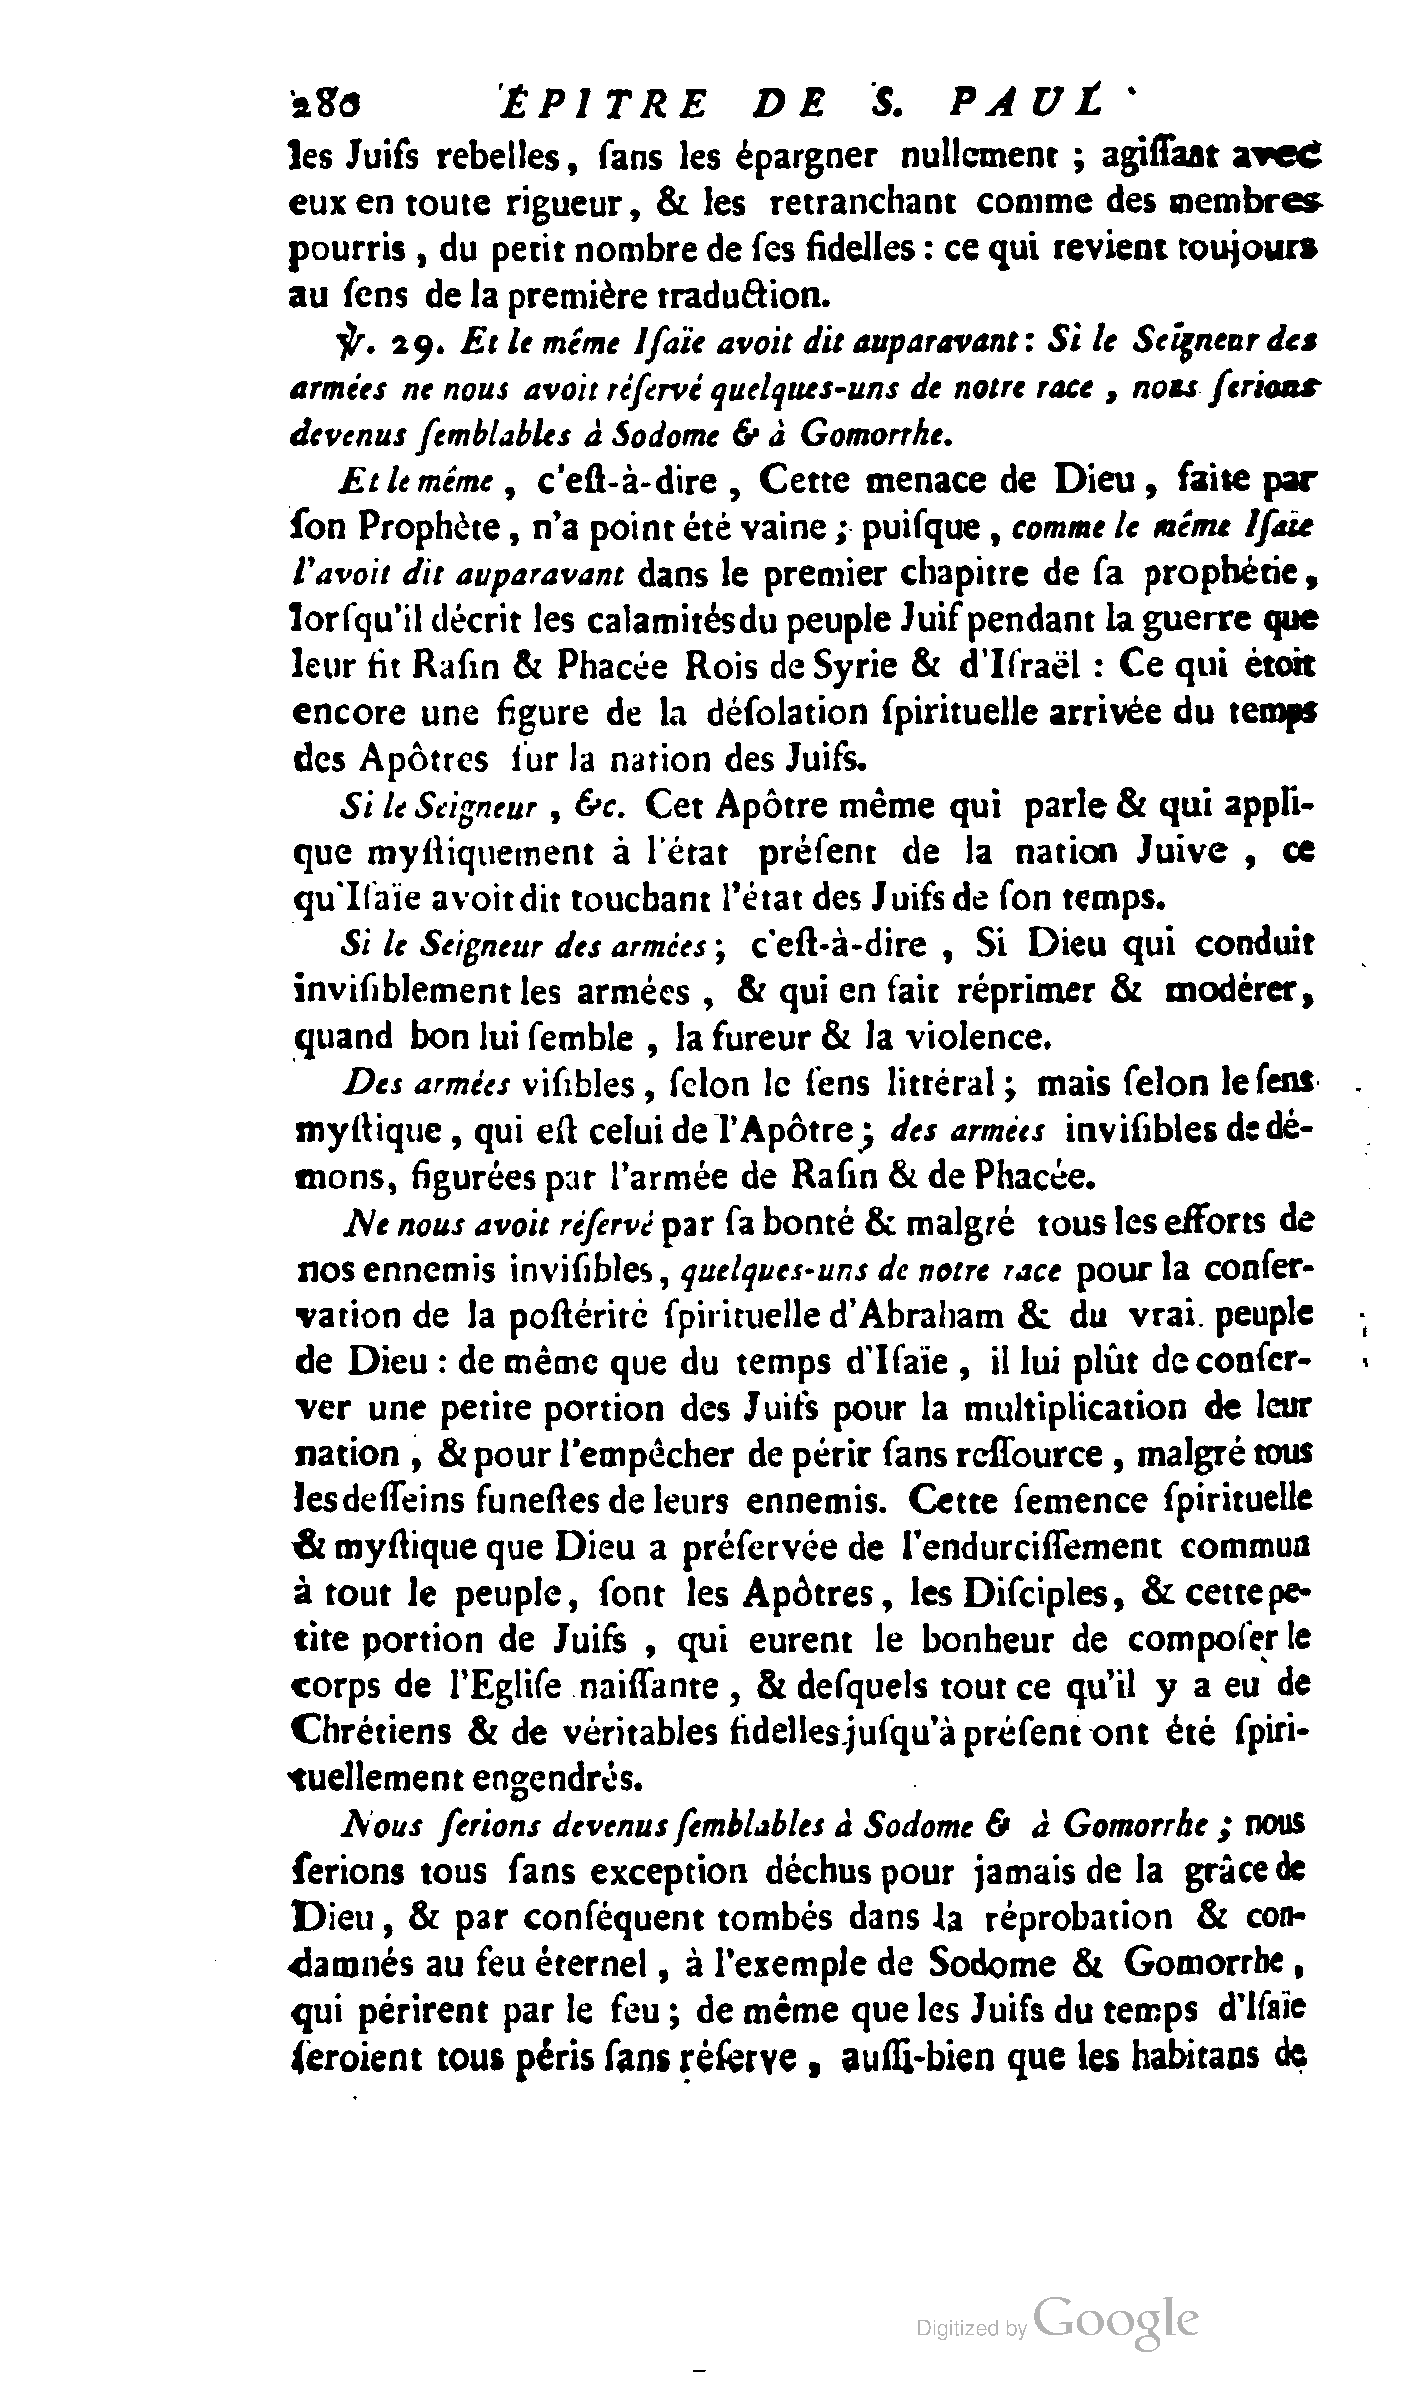 280 ÉPITRE DE S. PAUL
les Juifs rebelles, ſans les épargner nullement ; agiſſant avec
eux en toute rigueur, & les retranchant comme des membres
pourris, du petit nombre de ſes fidelles : ce qui revient toujours
au ſens de la première traduction.
℣. 29. Et le même Iſaïe avoit dit auparavant : Si le Seigneur des
armées ne nous avoit réſervé quelques-uns de notre race, nous ſerions
devenus ſemblables à Sodome & à Gomorrhe.
Et le même, c'eſt-à-dire, Cette menace de Dieu, faite par
ſon Prophète, n'a point été vaine ; puiſque, comme le même Iſaïe
l'avoit dit auparavant dans le premier chapitre de ſa prophétie,
lorſqu'il décrit les calamités du peuple Juif pendant la guerre que
leur fit Raſin & Phacée Rois de Syrie & d'Iſraël : Ce qui étoit
encore une figure de la déſolation ſpirituelle arrivée du temps
des Apôtres ſur la nation des Juifs.
Si le Seigneur, &c. Cet Apôtre même qui parle & qui appli-
que myſtiquement à l'état préſent de la nation Juive, ce
qu'Iſaïe avoit dit touchant l'état des Juifs de ſon temps.
Si le Seigneur des armées ; c'eſt-à-dire, Si Dieu qui conduit
inviſiblement les armées, & qui en fait réprimer & modérer,
quand bon lui ſemble, la fureur & la violence.
Des armées viſibles, ſelon le ſens littéral ; mais ſelon le ſens
myſtique, qui eſt celui de l'Apôtre ; des armées inviſibles de dé-
mons, figurées par l'armée de Raſin & de Phacée.
Ne nous avoit réſervé par ſa bonté & malgré tous les efforts de
nos ennemis inviſibles, quelques-uns de notre race pour la conſer-
vation de la poſtérité ſpirituelle d'Abraham & du vrai peuple
de Dieu : de même que du temps d'Iſaïe, il lui plût de conſer-
ver une petite portion des Juifs pour la multiplication de leur
nation, & pour l'empêcher de périr ſans reſſource, malgré tous
les deſſeins funeſtes de leurs ennemis. Cette ſemence ſpirituelle
& myſtique que Dieu a préſervée de l'endurciſſement commun
à tout le peuple, ſont les Apôtres, les Diſciples, & cette pe-
tite portion de Juifs, qui eurent le bonheur de compoſer le
corps de l'Egliſe naiſſante, & deſquels tout ce qu'il y a eu de
Chrétiens & de véritables fidelles juſqu'à préſent ont été ſpiri-
tuellement engendrés.
Nous ſerions devenus ſemblables à Sodome & à Gomorrhe ; nous
ſerions tous ſans exception déchus pour jamais de la grâce de
Dieu, & par conſéquent tombés dans la réprobation & con-
damnés au feu éternel, à l'exemple de Sodome & Gomorrhe,
qui périrent par le feu ; de même que les Juifs du temps d'Iſaïe
ſeroient tous péris ſans réſerve, auſſi-bien que les habitans de
Digitized by Google